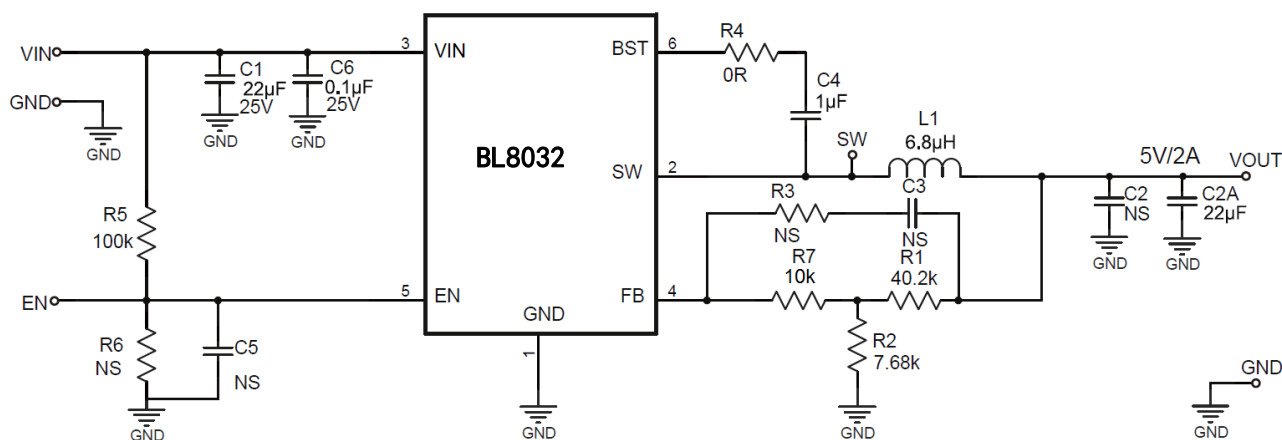 VIN
3
VIN
C1
22µF
25V
GND
C6
0.1µF
25V
GND
GND
GND
BL8032
BST
6
R4
0R
C4
1µF
SW
SW
2
L1
6.8µH
5V/2A
VOUT
C2
NS
GND
C2A
22µF
GND
R3
NS
C3
NS
R5
100k
R7
10k
R1
40.2k
EN
5
EN
FB
4
GND
1
GND
R6
NS
C5
NS
GND
R2
7.68k
GND
GND
GND